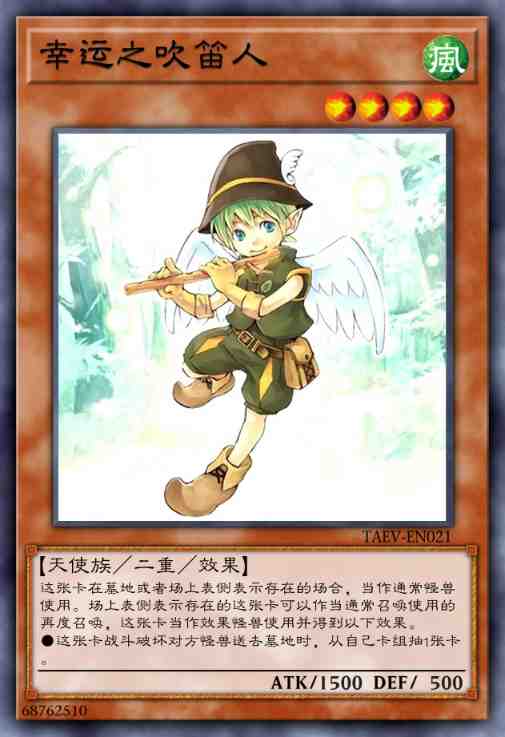 幸运之吹笛人
風
TAEV-EN021
【天使族／二重／效果】
这张卡在墓地或者场上表侧表示存在的场合，当作通常怪兽
使用。场上表侧表示存在的这张卡可以作当通常召唤使用的
再度召唤，这张卡当作效果怪兽使用并得到以下效果。
●这张卡战斗破坏对方怪兽送去墓地时，从自己卡组抽1张卡
。
ATK/1500 DEF/ 500
68762510